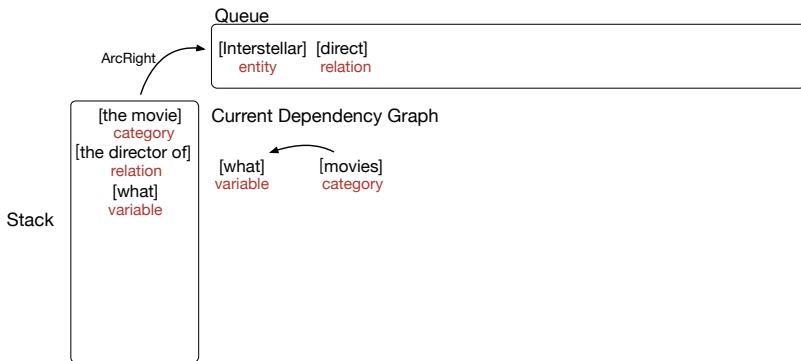 Queue
ArcRight
[Interstellar] [direct]
entity relation
[the movie]
category
Current Dependency Graph
[the director of]
relation
[what] [movies]
variable category
[what]
variable
Stack